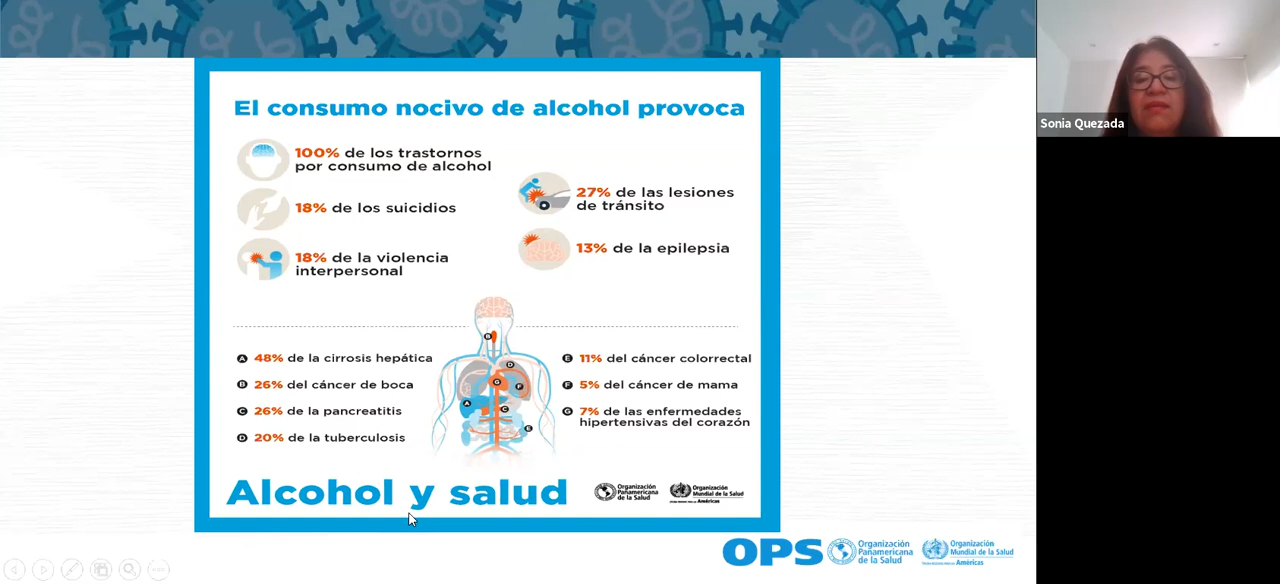 El consumo nocivo de alcohol provoca
100% de los trastornos
por consumo de alcohol
18% de los suicidios
18% de la violencia
interpersonal
27% de las lesiones
de tránsito
13% de la epilepsia
A 48% de la cirrosis hepática
B 26% del cáncer de boca
C 26% de la pancreatitis
D 20% de la tuberculosis
E 11% del cáncer colorrectal
F 5% del cáncer de mama
G 7% de las enfermedades
hipertensivas del corazón
B
D
G
F
A
C
E
Alcohol y salud
Organización
Panamericana
de la Salud
Organización
Mundial de la Salud
Américas
OPS
Organización
Panamericana
de la Salud
Organización
Mundial de la Salud
Américas
Sonia Quezada